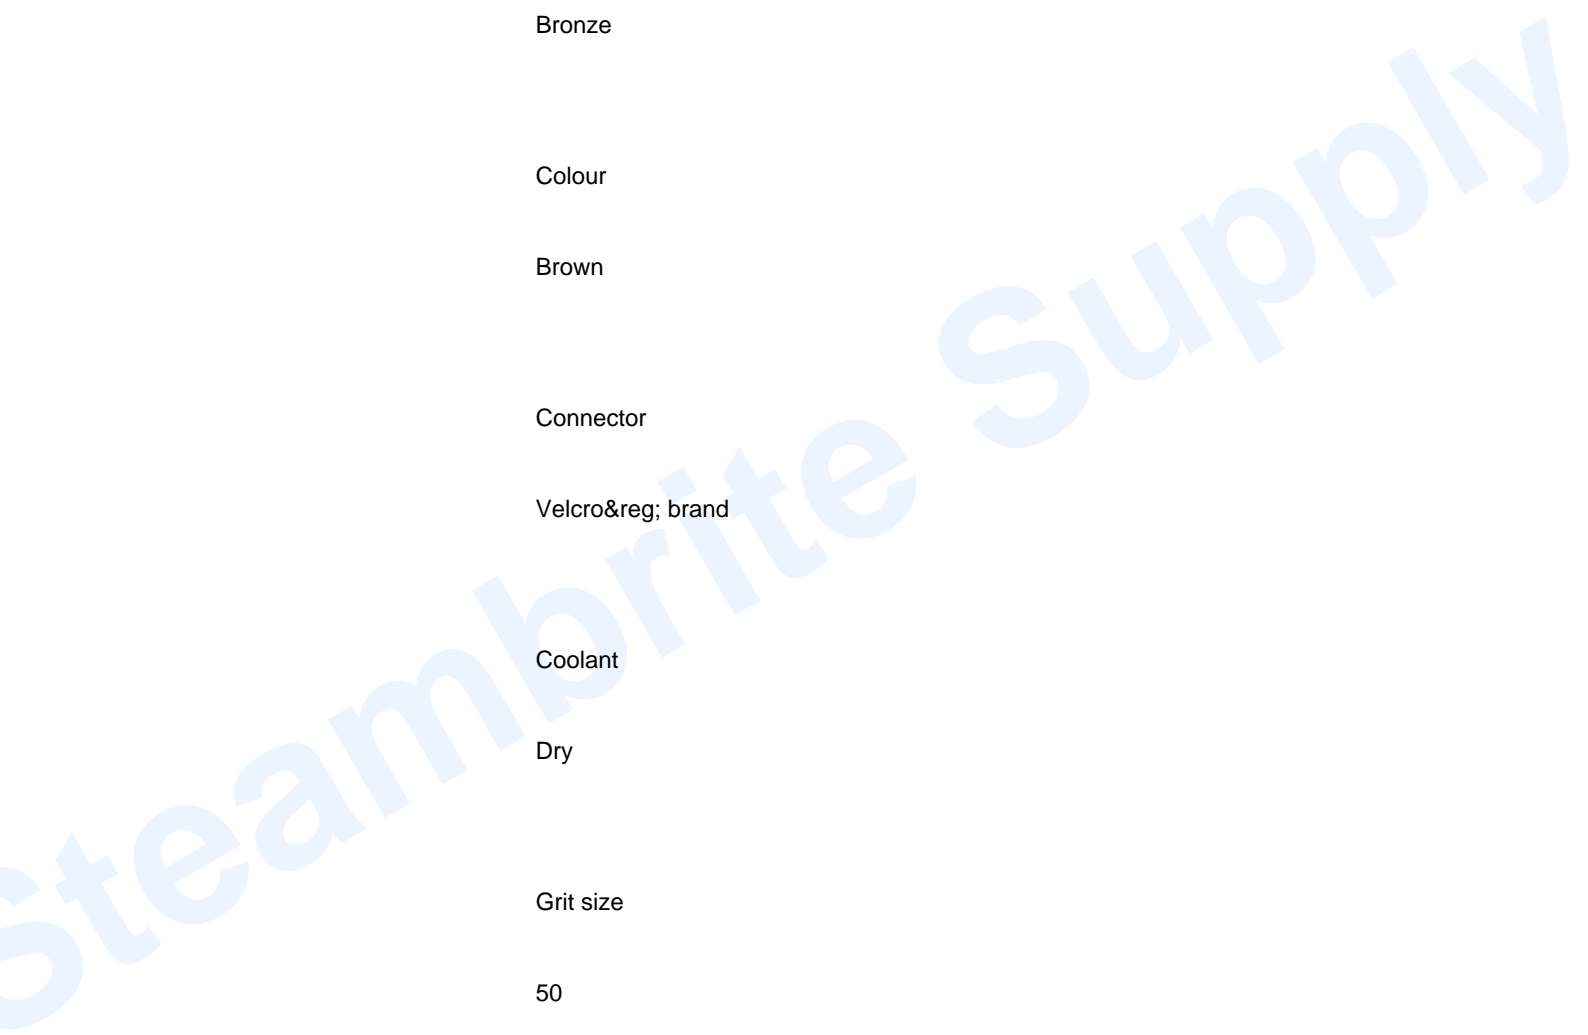 Bronze
Colour
Brown
Connector
Velcro&reg; brand
Coolant
Dry
Grit size
50
Steambrite Supply